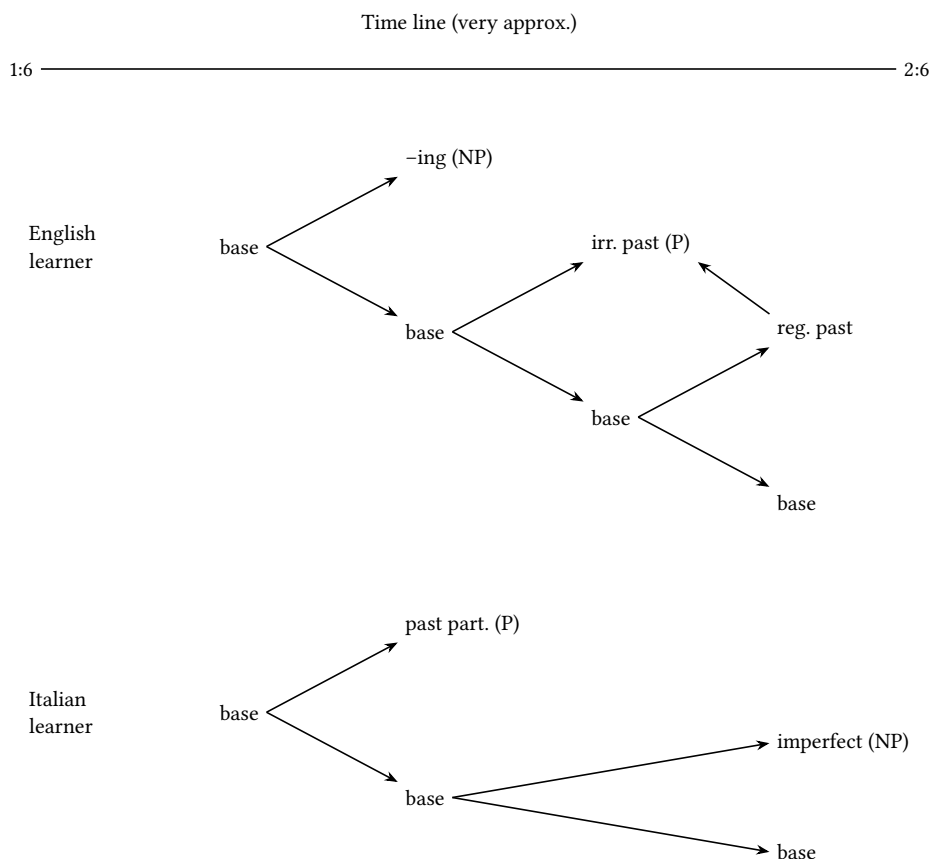 Time line (very approx.)
1:6
2:6
–ing (NP)
English
learner
base
irr. past (P)
base
reg. past
base
base
past part. (P)
Italian
learner
base
imperfect (NP)
base
base